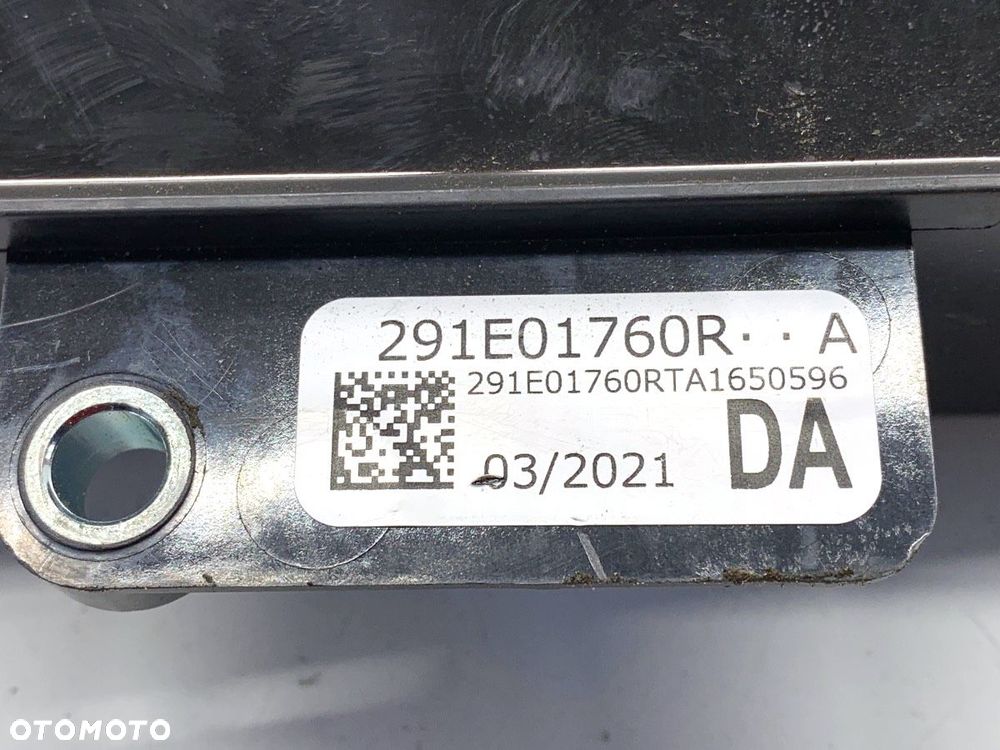 291E01760R·· A
291E01760RTA1650596
03/2021
DA
OTOMOTO